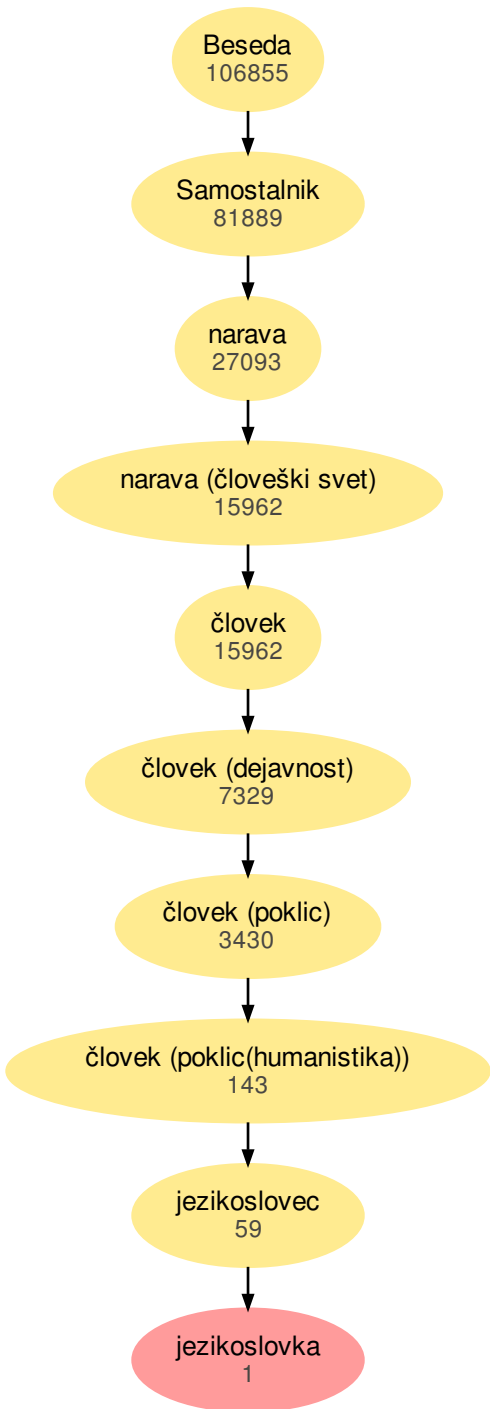 Beseda
106855
Samostalnik
81889
narava
27093
narava (človeški svet)
15962
človek
15962
človek (dejavnost)
7329
človek (poklic)
3430
človek (poklic(humanistika))
143
jezikoslovec
59
jezikoslovka
1